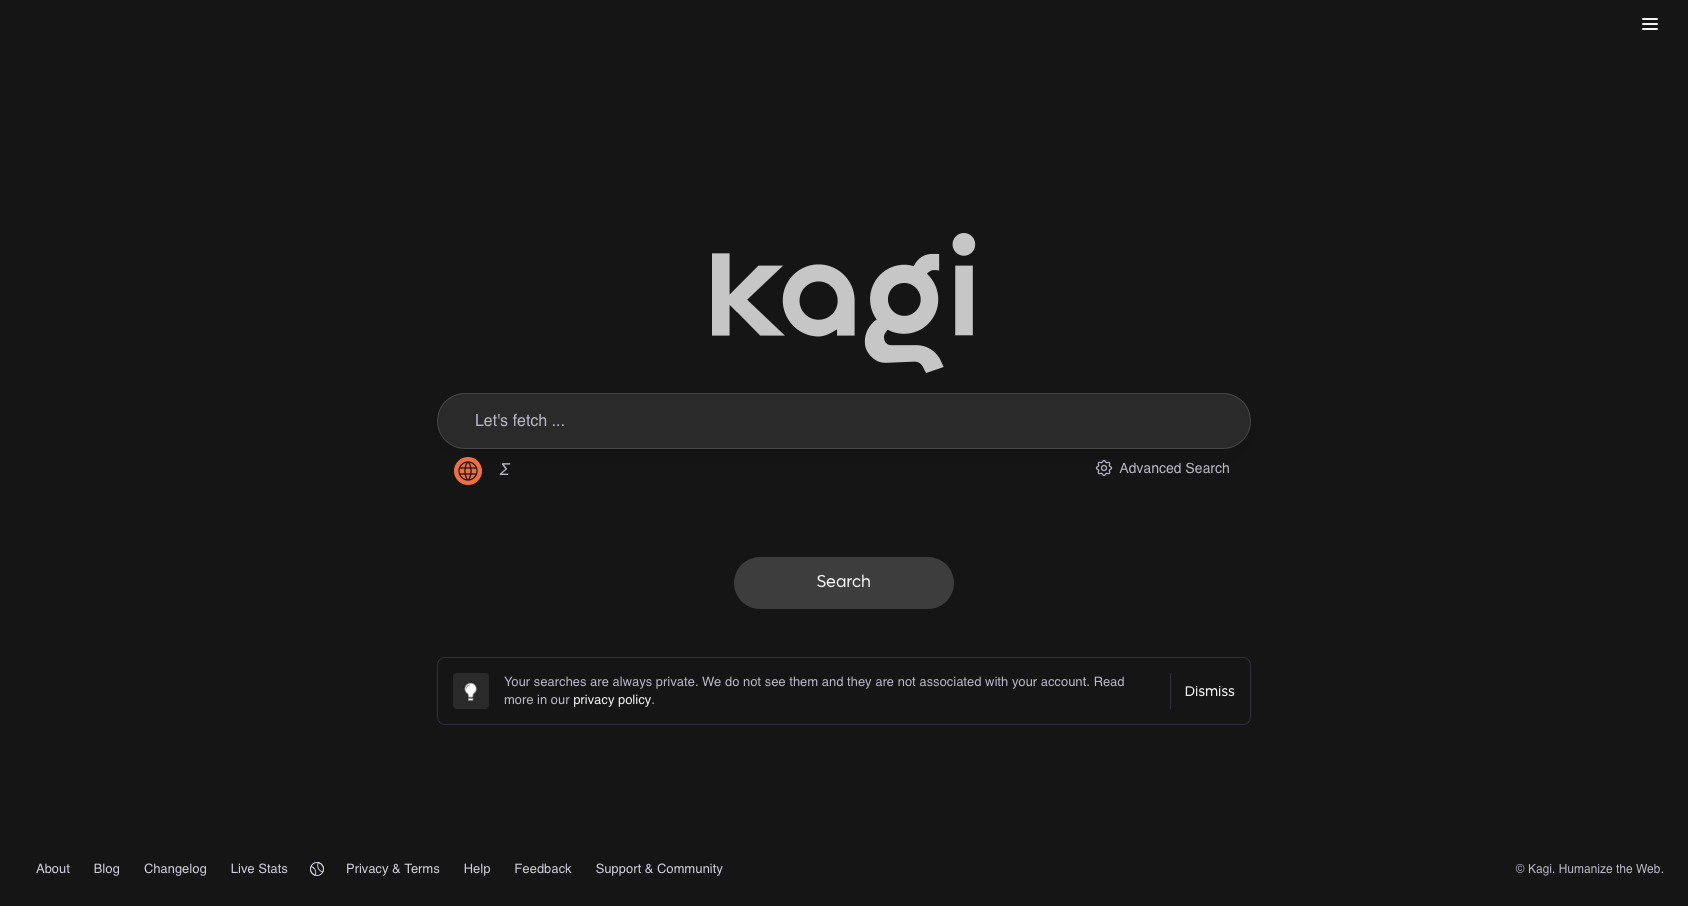 kagi
Let's fetch ...
Σ
Advanced Search
Search
Your searches are always private. We do not see them and they are not associated with your account. Read
more in our privacy policy.
Dismiss
About Blog Changelog Live Stats Privacy & Terms Help Feedback Support & Community
© Kagi. Humanize the Web.